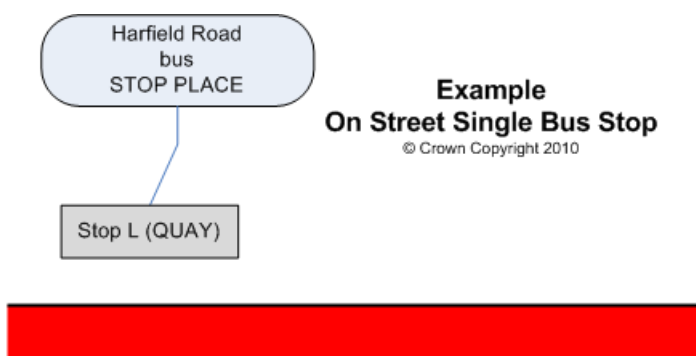 Harfield Road
bus
STOP PLACE
Example
On Street Single Bus Stop
© Crown Copyright 2010
Stop L (QUAY)